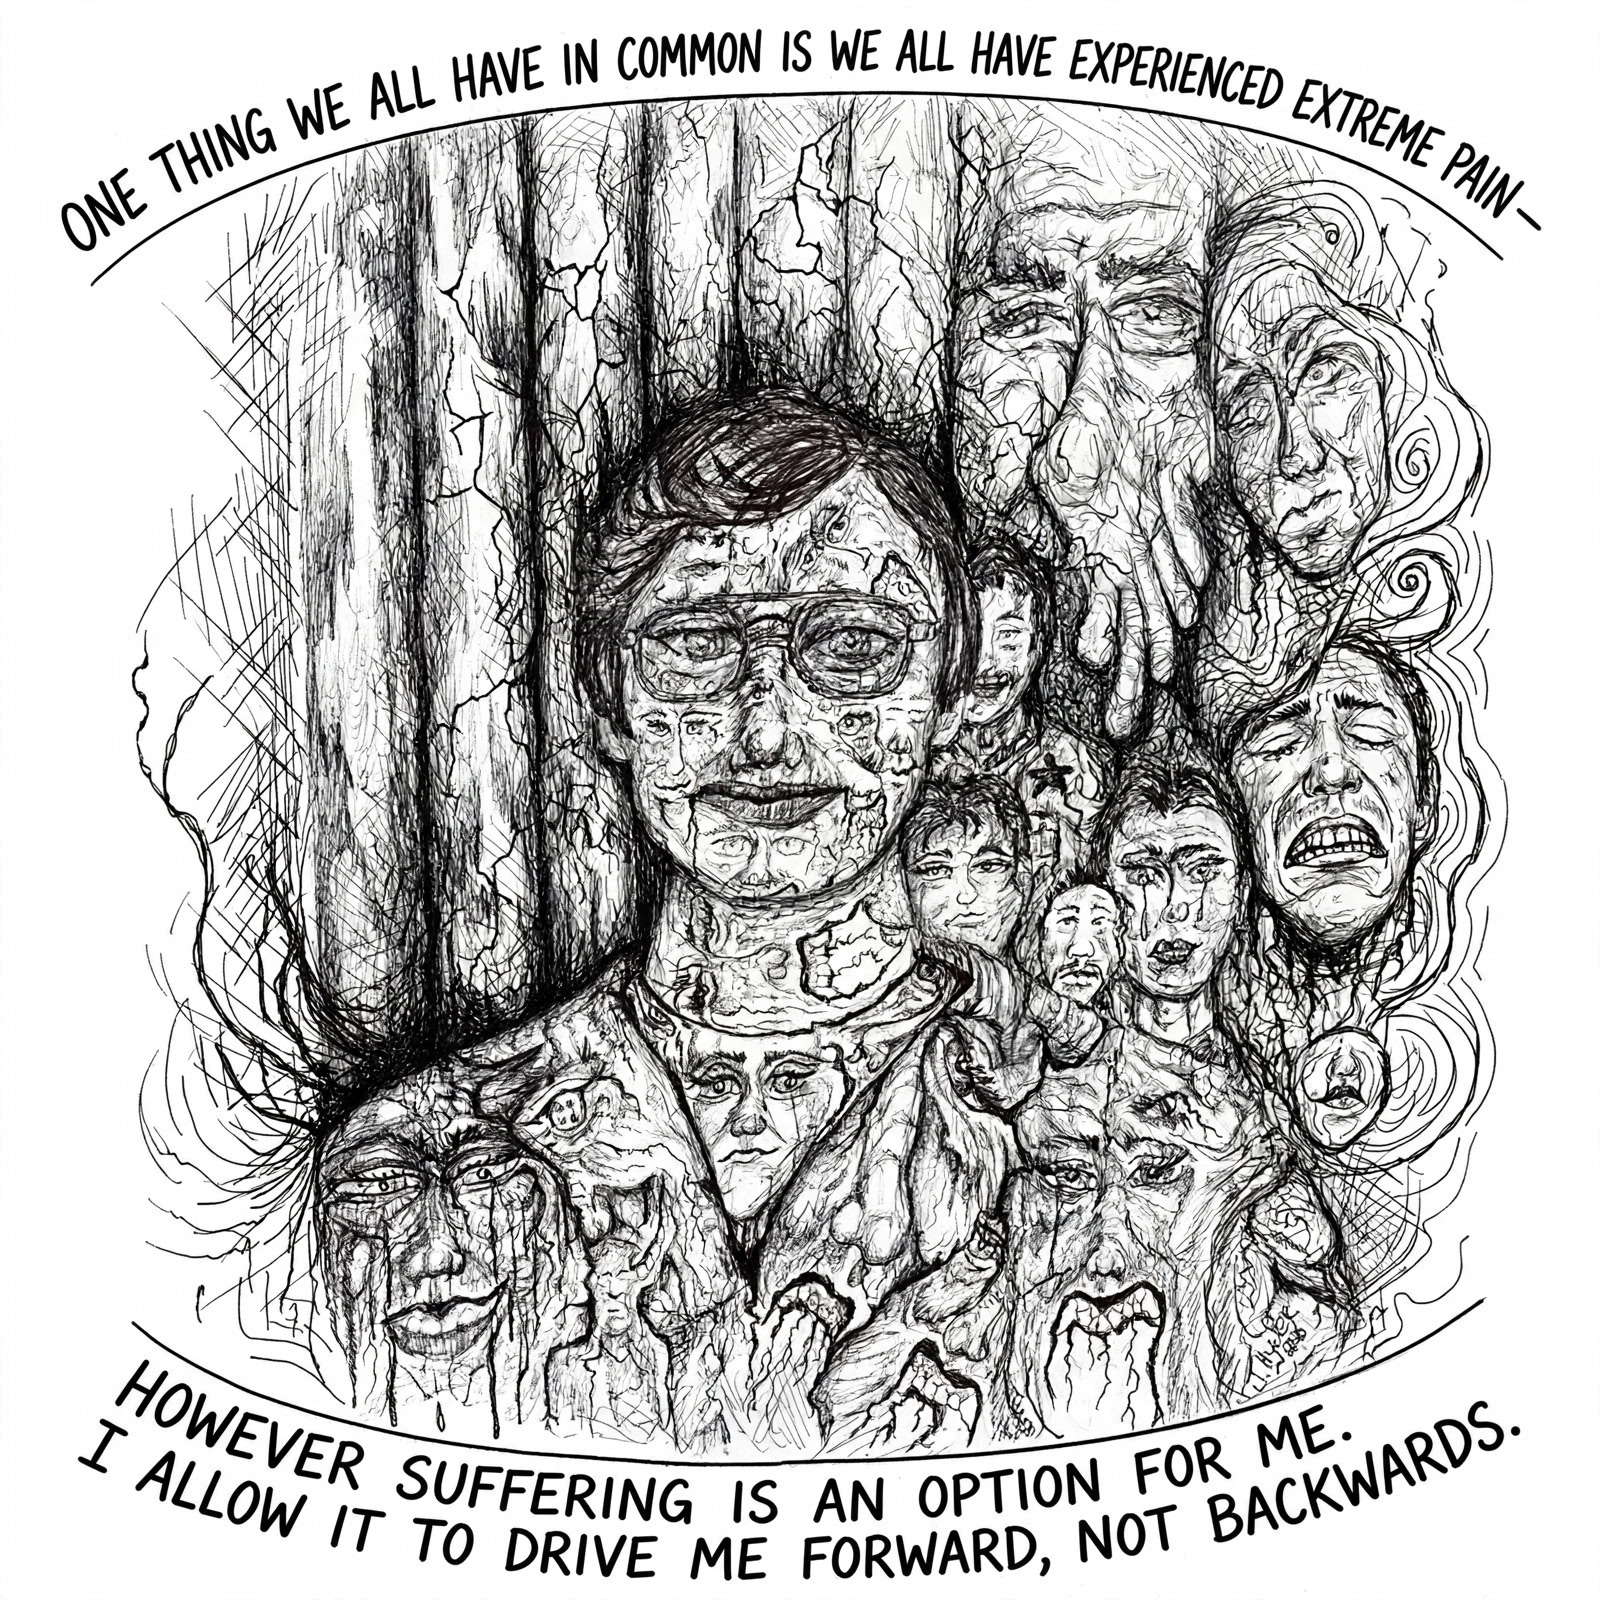 ONE THING WE ALL HAVE IN COMMON IS WE ALL HAVE EXPERIENCED EXTREME PAIN—
HOWEVER SUFFERING IS AN OPTION FOR ME.
I ALLOW IT TO DRIVE ME FORWARD, NOT BACKWARDS.